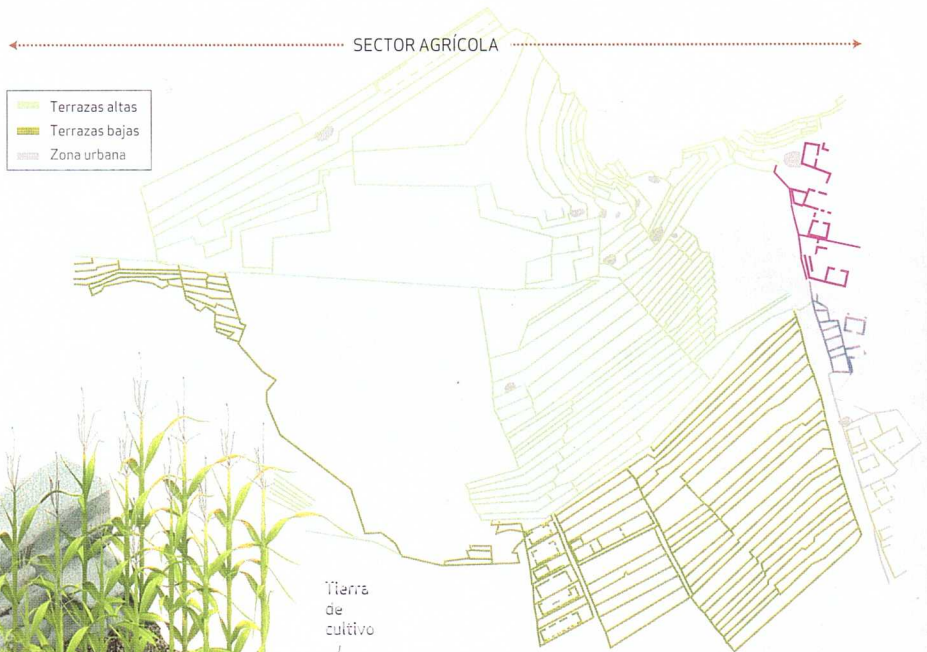 SECTOR AGRÍCOLA
Terrazas altas
Terrazas bajas
Zona urbana
Tierra
de
cultivo